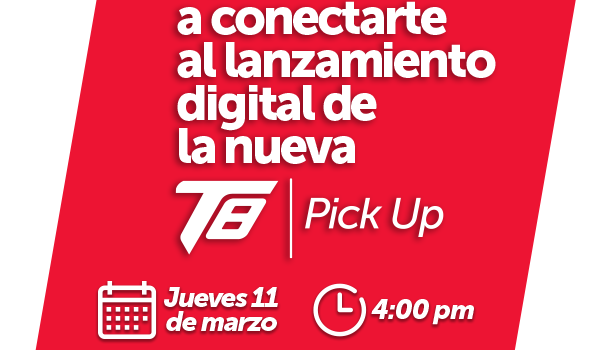 a conectarte
al lanzamiento
digital de
la nueva
T8 | Pick Up
Jueves 11
de marzo
4:00 pm